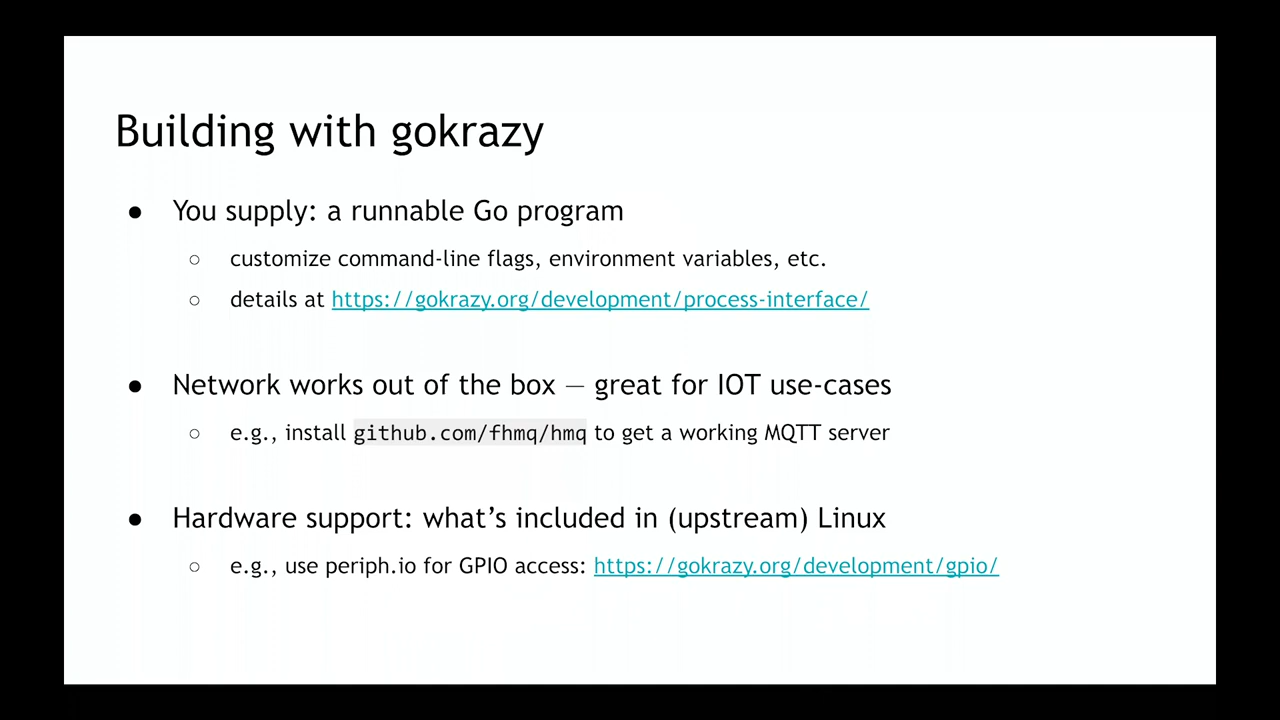 Building with gokrazy
● You supply: a runnable Go program
○ customize command-line flags, environment variables, etc.
○ details at https://gokrazy.org/development/process-interface/
● Network works out of the box — great for IOT use-cases
○ e.g., install github.com/fhmq/hmq to get a working MQTT server
● Hardware support: what’s included in (upstream) Linux
○ e.g., use periph.io for GPIO access: https://gokrazy.org/development/gpio/